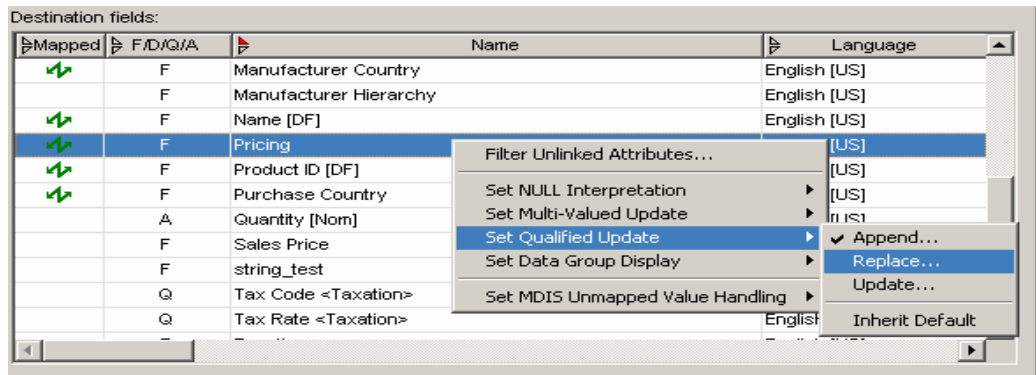 Destination fields:
Mapped F/D/Q/A Name Language
F Manufacturer Country English [US]
F Manufacturer Hierarchy English [US]
F Name [DF] English [US]
F Pricing [US]
F Product ID [DF] [US]
F Purchase Country [US]
A Quantity [Nom] [US]
F Sales Price
F string_test
Q Tax Code <Taxation>
Q Tax Rate <Taxation> English
Filter Unlinked Attributes...
Set NULL Interpretation
Set Multi-Valued Update
Set Qualified Update
Set Data Group Display
Set MDIS Unmapped Value Handling
Append...
Replace...
Update...
Inherit Default